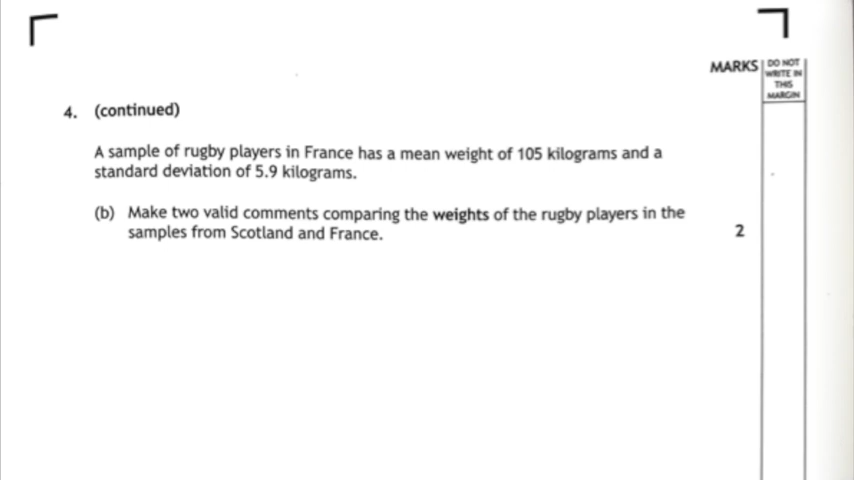 MARKS
DO NOT
WRITE IN
THIS
MARGIN
4. (continued)
A sample of rugby players in France has a mean weight of 105 kilograms and a
standard deviation of 5.9 kilograms.
(b) Make two valid comments comparing the weights of the rugby players in the
samples from Scotland and France.
2